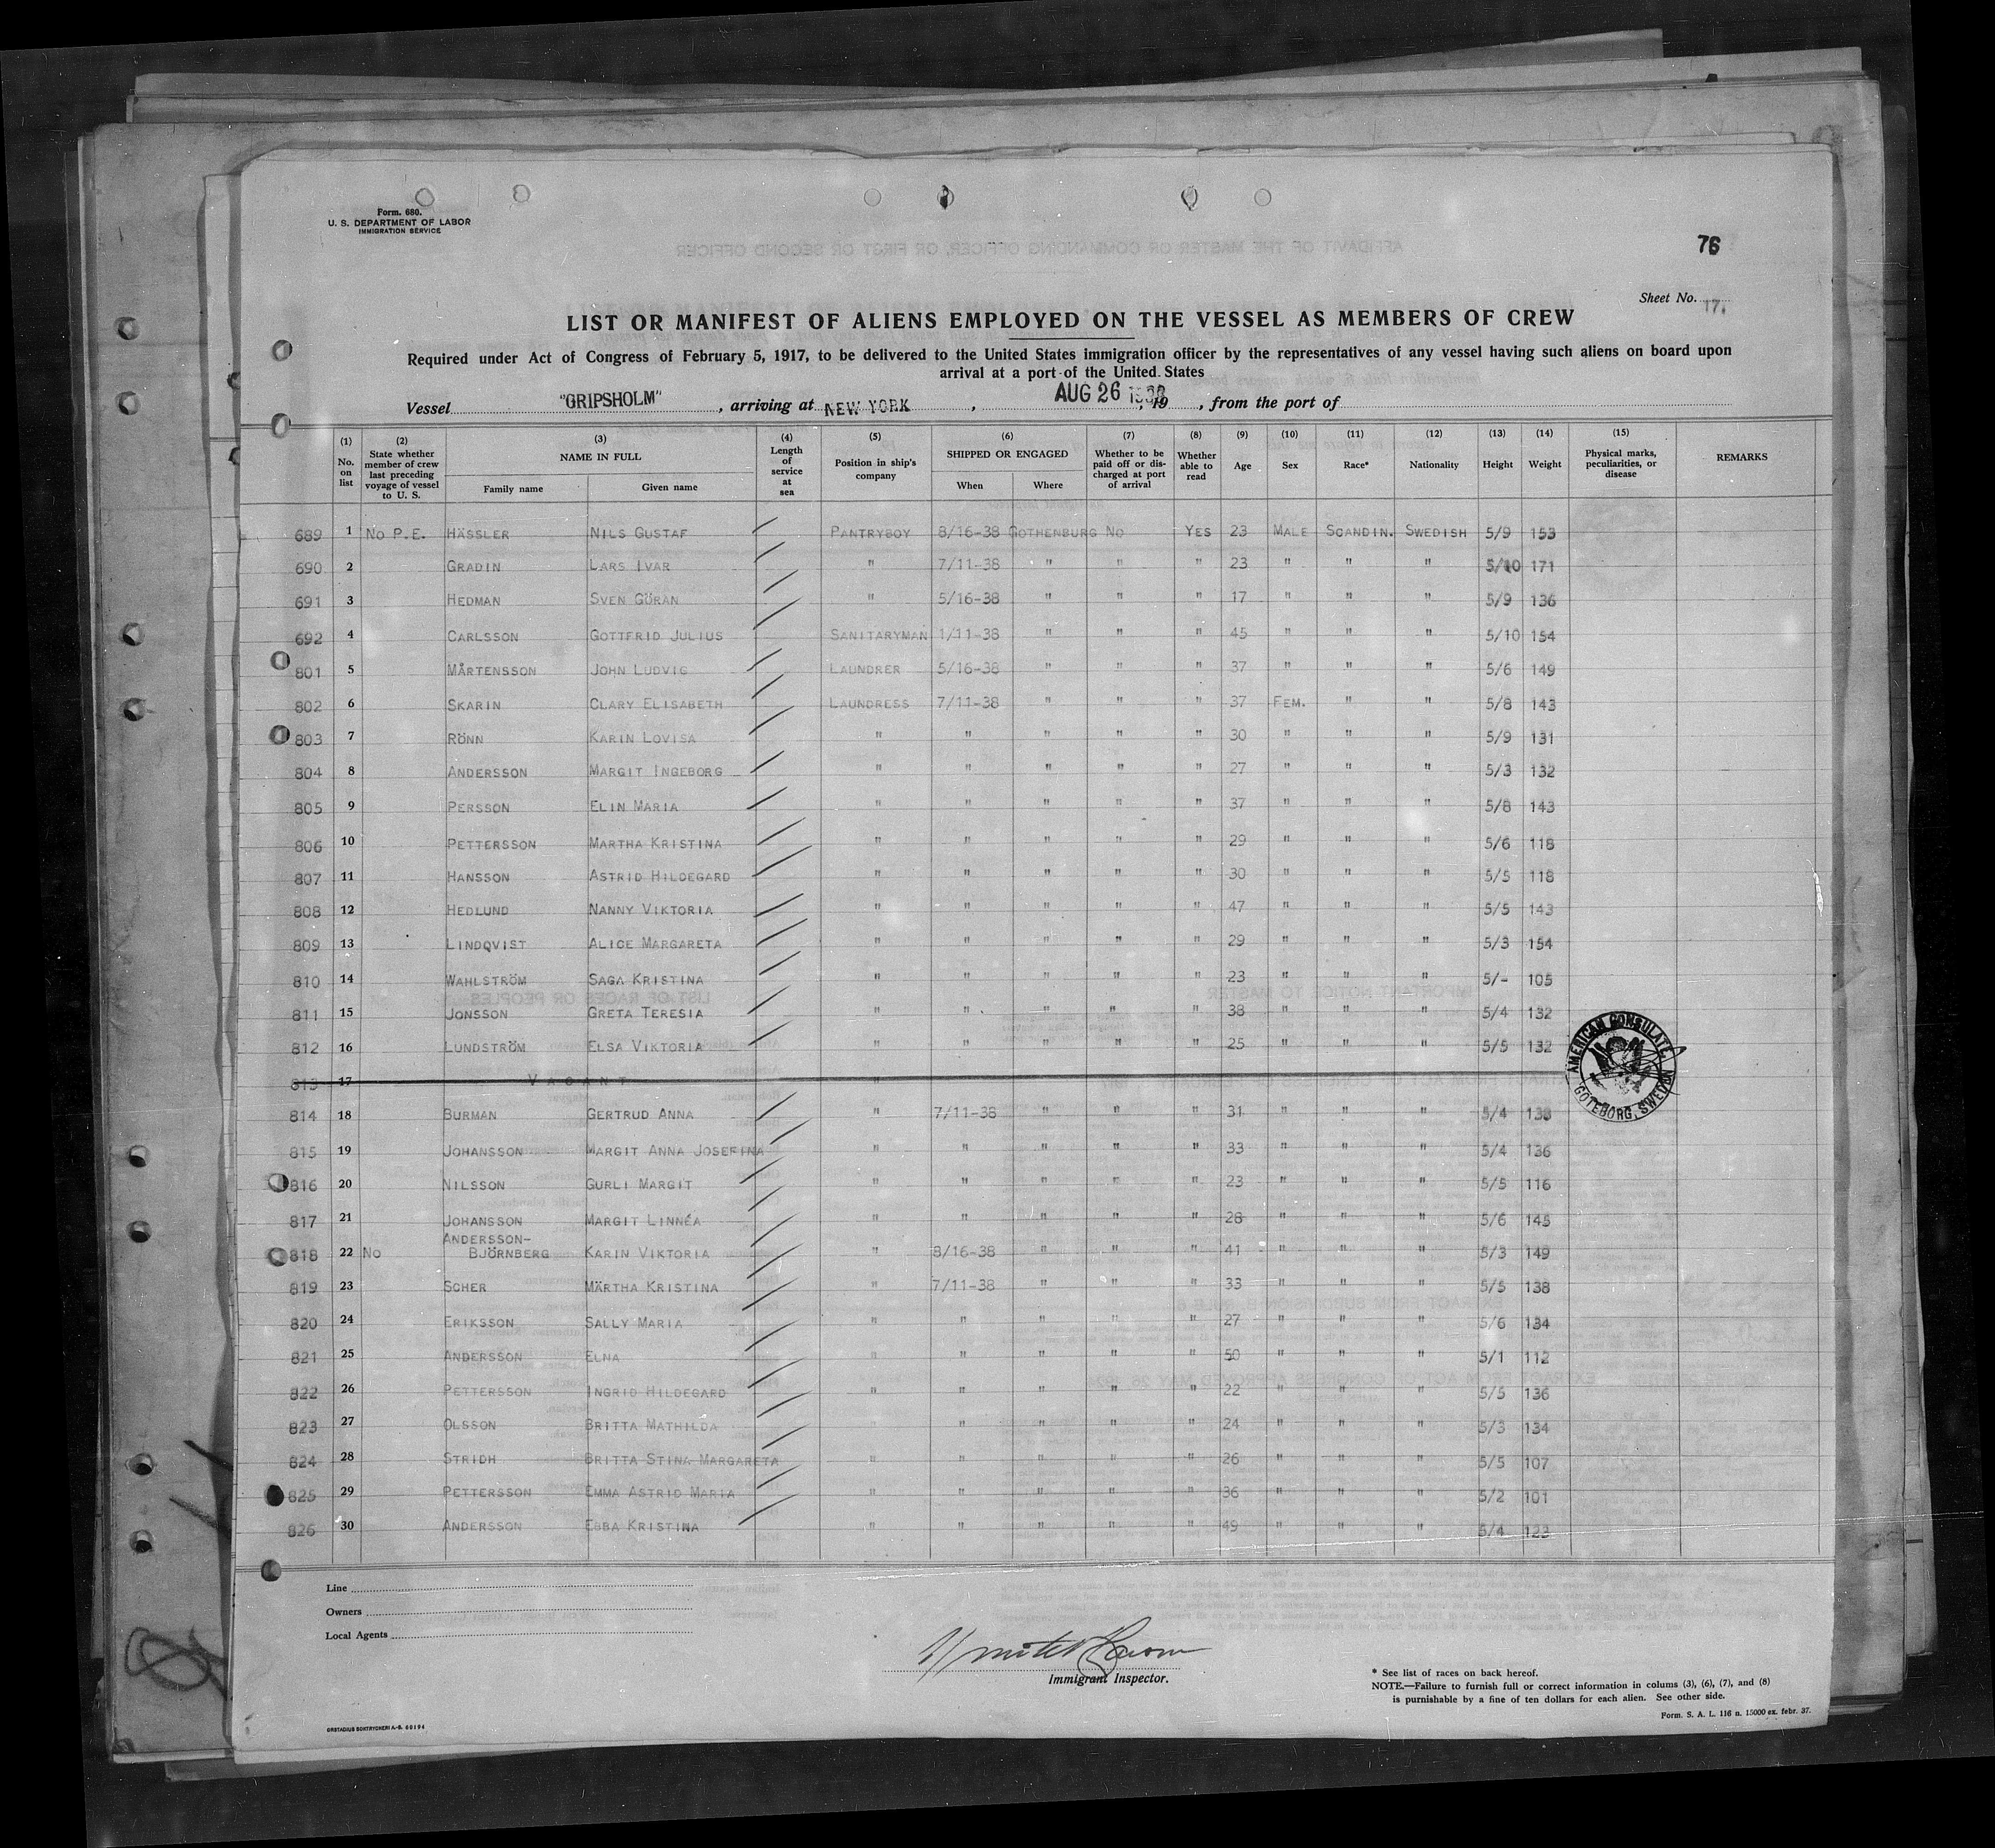 Form. 680.
U. S. DEPARTMENT OF LABOR
IMMIGRATION SERVICE
76
Sheet No. 17.
LIST OR MANIFEST OF ALIENS EMPLOYED ON THE VESSEL AS MEMBERS OF CREW
Required under Act of Congress of February 5, 1917, to be delivered to the United States immigration officer by the representatives of any vessel having such aliens on board upon
arrival at a port of the United States
Vessel "GRIPSHOLM", arriving at NEW YORK, AUG 26 1938, 19, from the port of
(1) No. on list (2) State whether member of crew last preceding voyage of vessel to U. S. (3) NAME IN FULL Family name Given name (4) Length of service at sea (5) Position in ship's company (6) SHIPPED OR ENGAGED When Where (7) Whether to be paid off or discharged at port of arrival (8) Whether able to read (9) Age (10) Sex (11) Race* (12) Nationality (13) Height (14) Weight (15) Physical marks, peculiarities, or disease REMARKS
689 1 NO P.E. HÄSSLER NILS GUSTAF PANTRYBOY 8/16-38 GOTHENBURG NO YES 23 MALE SCANDIN. SWEDISH 5/9 153
690 2 GRADIN LARS IVAR " 7/11-38 " " " 23 " " " 5/10 171
691 3 HEDMAN SVEN GÖRAN " 5/16-38 " " " 17 " " " 5/9 136
692 4 CARLSSON GOTTFRID JULIUS SANITARYMAN 1/11-38 " " " 45 " " " 5/10 154
801 5 MÅRTENSSON JOHN LUDVIG LAUNDRER 5/16-38 " " " 37 " " " 5/6 149
802 6 SKARIN CLARY ELISABETH LAUNDRESS 7/11-38 " " " 37 FEM. " " 5/8 143
803 7 RÖNN KARIN LOVISA " " " " " 30 " " " 5/9 131
804 8 ANDERSSON MARGIT INGEBORG " " " " " 27 " " " 5/3 132
805 9 PERSSON ELIN MARIA " " " " " 37 " " " 5/8 143
806 10 PETTERSSON MARTHA KRISTINA " " " " " 29 " " " 5/6 118
807 11 HANSSON ASTRID HILDEGARD " " " " " 30 " " " 5/5 118
808 12 HEDLUND NANNY VIKTORIA " " " " " 47 " " " 5/5 143
809 13 LINDQVIST ALICE MARGARETA " " " " " 29 " " " 5/3 154
810 14 WAHLSTRÖM SAGA KRISTINA " " " " " 23 " " " 5/- 105
811 15 JONSSON GRETA TERESIA " " " " " 38 " " " 5/4 132
812 16 LUNDSTRÖM ELSA VIKTORIA " " " " " 25 " " " 5/5 132
813 17 VACANT "
814 18 BURMAN GERTRUD ANNA " 7/11-38 " " " 31 " " " 5/4 138
815 19 JOHANSSON MARGIT ANNA JOSEFINA " " " " " 33 " " " 5/4 136
816 20 NILSSON GURLI MARGIT " " " " " 23 " " " 5/5 116
817 21 JOHANSSON MARGIT LINNÉA " " " " " 28 " " " 5/6 145
818 22 NO ANDERSSON-BJÖRNBERG KARIN VIKTORIA " 8/16-38 " " " 41 " " " 5/3 149
819 23 SCHER MÄRTHA KRISTINA " 7/11-38 " " " 33 " " " 5/5 138
820 24 ERIKSSON SALLY MARIA " " " " " 27 " " " 5/6 134
821 25 ANDERSSON ELNA " " " " " 50 " " " 5/1 112
822 26 PETTERSSON INGRID HILDEGARD " " " " " 22 " " " 5/5 136
823 27 OLSSON BRITTA MATHILDA " " " " " 24 " " " 5/3 134
824 28 STRIDH BRITTA STINA MARGARETA " " " " " 26 " " " 5/5 107
825 29 PETTERSSON EMMA ASTRID MARIA " " " " " 36 " " " 5/2 101
826 30 ANDERSSON EBBA KRISTINA " " " " " 49 " " " 5/4 123
AMERICAN CONSULATE GÖTEBORG, SWEDEN
Line
Owners
Local Agents
Immigrant Inspector.
* See list of races on back hereof.
NOTE.—Failure to furnish full or correct information in colums (3), (6), (7), and (8)
is purnishable by a fine of ten dollars for each alien. See other side.
Form. S. A. L. 116 n. 15000 ex. febr. 37.